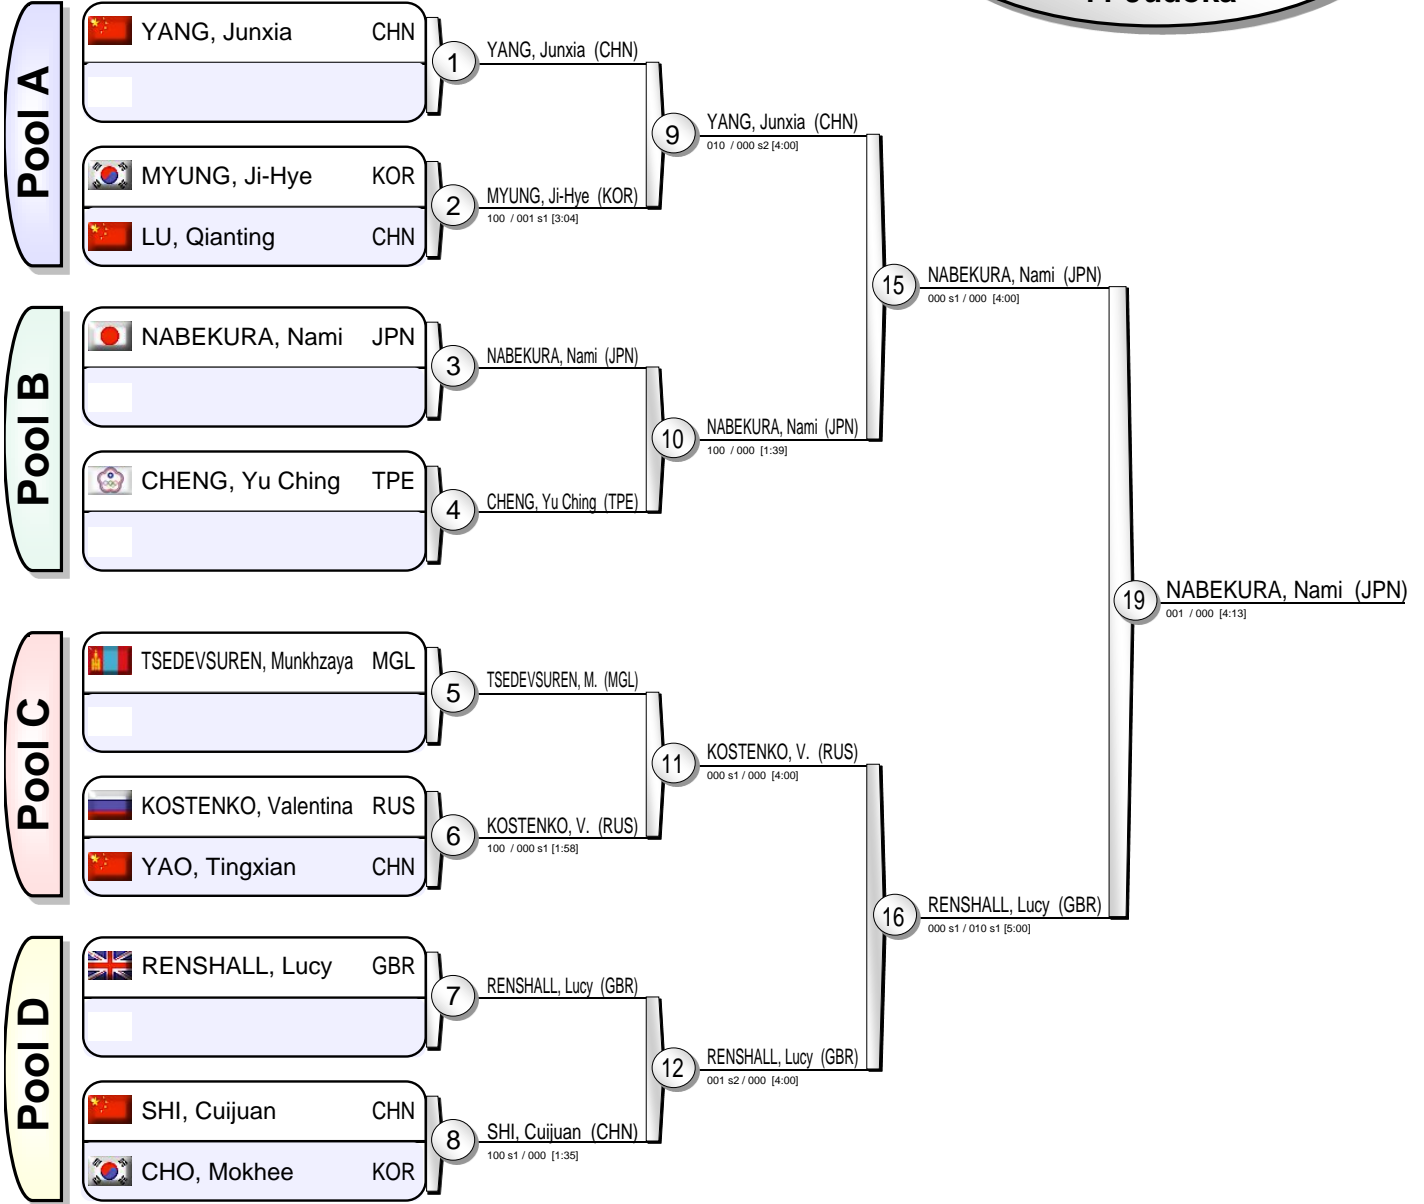 Pool A
YANG, Junxia CHN
MYUNG, Ji-Hye KOR
LU, Qianting CHN
1
YANG, Junxia (CHN)
2
MYUNG, Ji-Hye (KOR)
100 / 001 s1 [3:04]
9
YANG, Junxia (CHN)
010 / 000 s2 [4:00]
Pool B
NABEKURA, Nami JPN
CHENG, Yu Ching TPE
3
NABEKURA, Nami (JPN)
4
CHENG, Yu Ching (TPE)
10
NABEKURA, Nami (JPN)
100 / 000 [1:39]
15
NABEKURA, Nami (JPN)
000 s1 / 000 [4:00]
Pool C
TSEDEVSUREN, Munkhzaya MGL
KOSTENKO, Valentina RUS
YAO, Tingxian CHN
5
TSEDEVSUREN, M. (MGL)
6
KOSTENKO, V. (RUS)
100 / 000 s1 [1:58]
11
KOSTENKO, V. (RUS)
000 s1 / 000 [4:00]
Pool D
RENSHALL, Lucy GBR
SHI, Cuijuan CHN
CHO, Mokhee KOR
7
RENSHALL, Lucy (GBR)
8
SHI, Cuijuan (CHN)
100 s1 / 000 [1:35]
12
RENSHALL, Lucy (GBR)
001 s2 / 000 [4:00]
16
RENSHALL, Lucy (GBR)
000 s1 / 010 s1 [5:00]
19
NABEKURA, Nami (JPN)
001 / 000 [4:13]